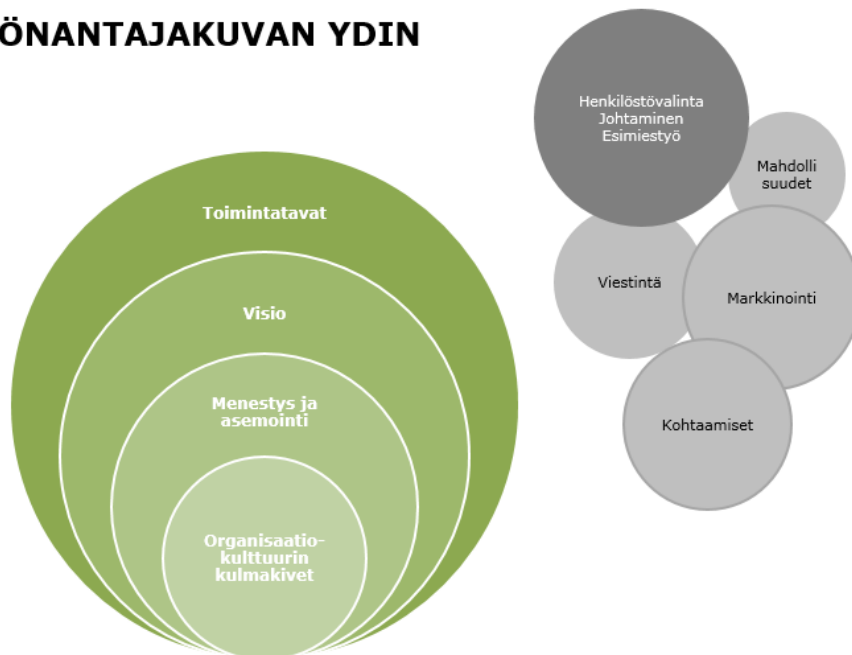 ÖNANTAJAKUVAN YDIN
Toimintatavat
Visio
Menestys ja
asemointi
Organisaatio-
kulttuurin
kulmakivet
Henkilöstövalinta
Johtaminen
Esimiestyö
Mahdolli
suudet
Viestintä
Markkinointi
Kohtaamiset